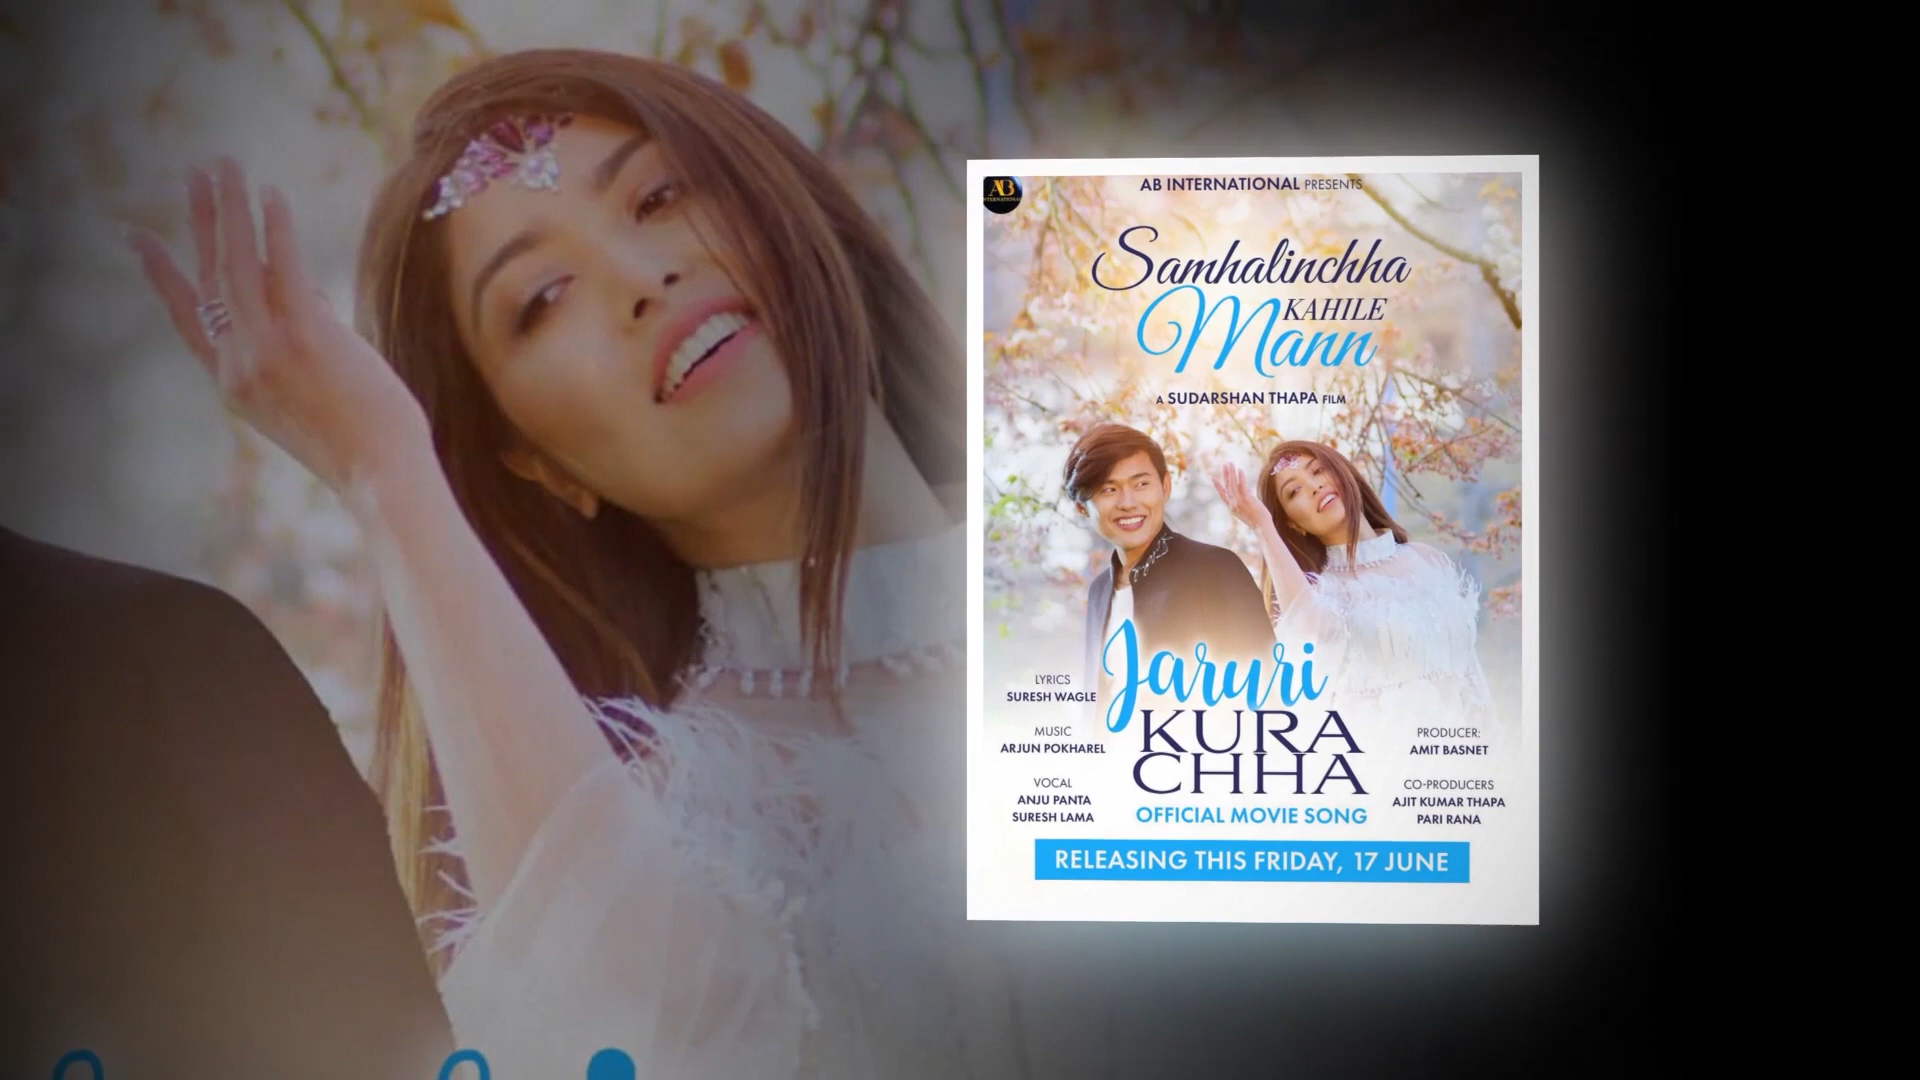 AB
INTERNATIONAL
AB INTERNATIONAL PRESENTS
Samhalinchha
KAHILE
Mann
A SUDARSHAN THAPA FILM
Jaruri
KURA
CHHA
OFFICIAL MOVIE SONG
LYRICS
SURESH WAGLE
MUSIC
ARJUN POKHAREL
VOCAL
ANJU PANTA
SURESH LAMA
PRODUCER:
AMIT BASNET
CO-PRODUCERS
AJIT KUMAR THAPA
PARI RANA
RELEASING THIS FRIDAY, 17 JUNE